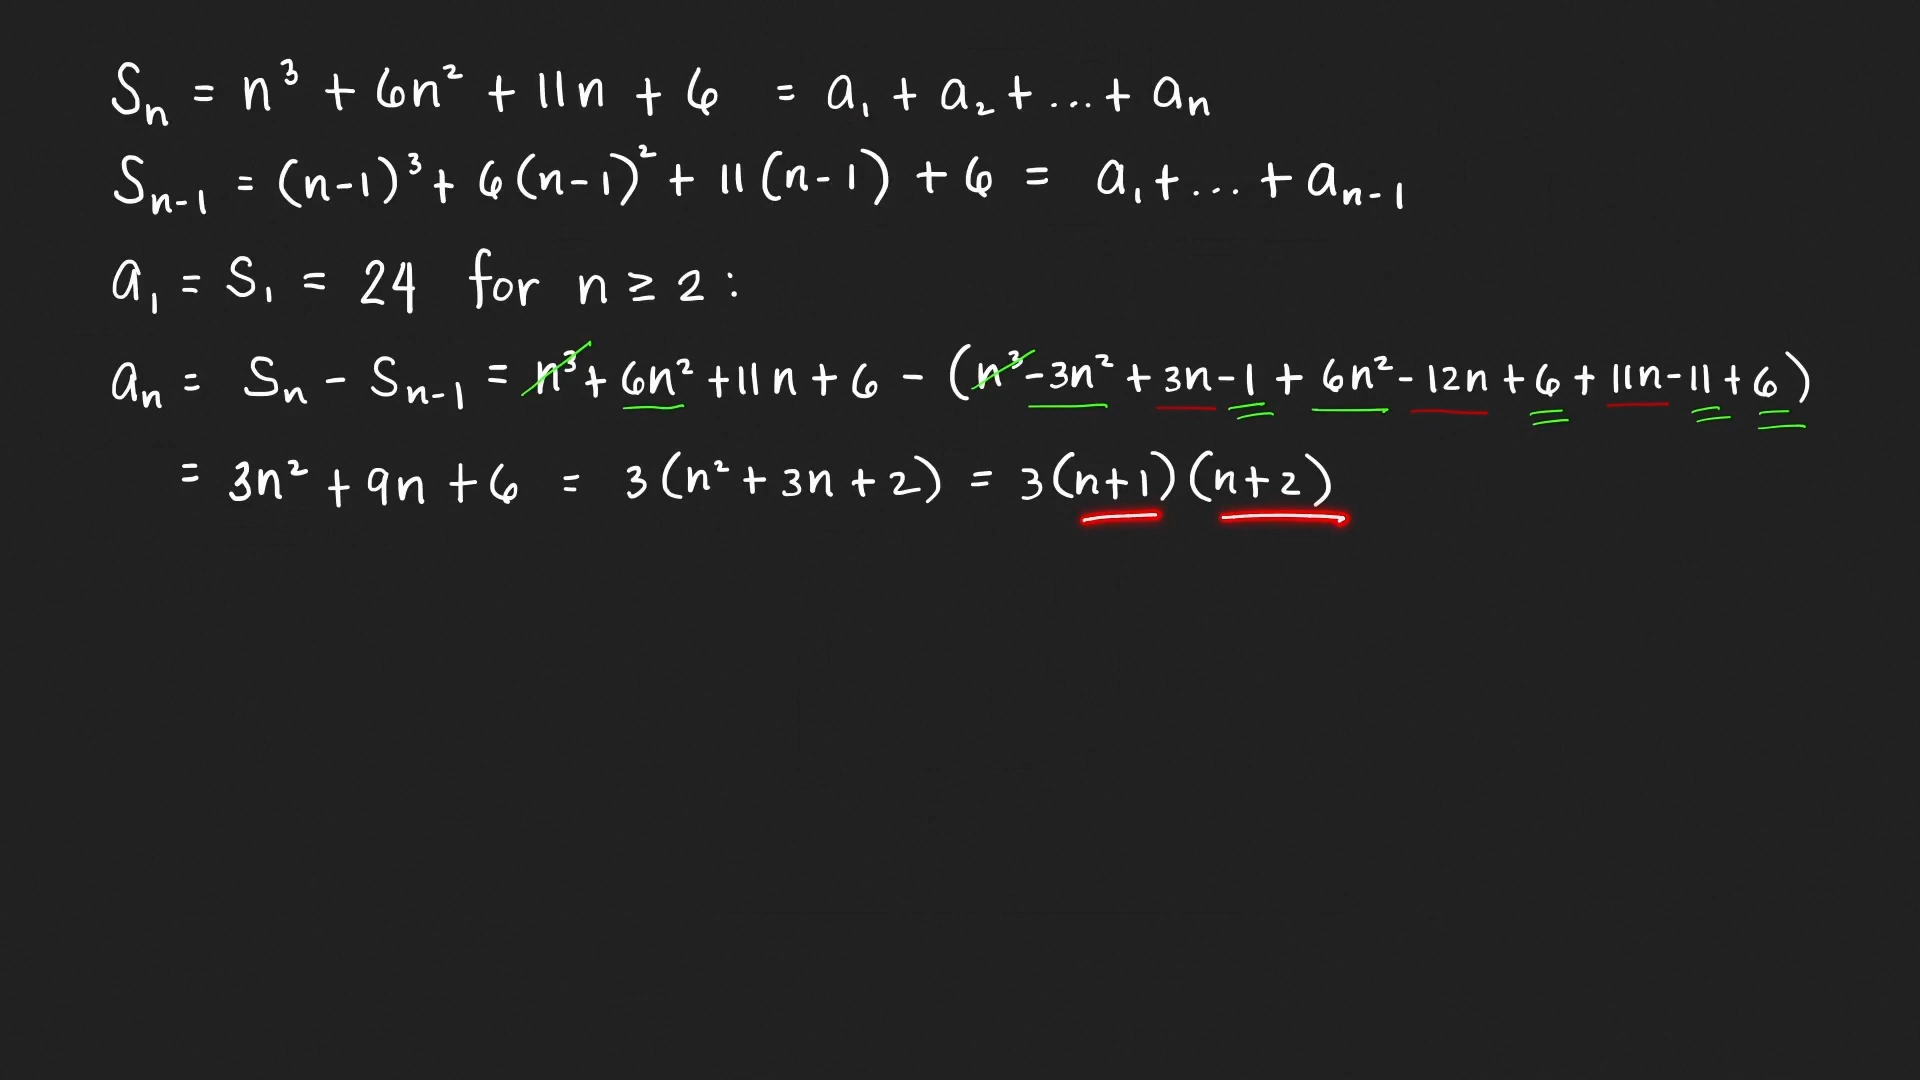 Sₙ = n³ + 6n² + 11n + 6 = a₁ + a₂ + ... + aₙ
Sₙ₋₁ = (n-1)³ + 6(n-1)² + 11(n-1) + 6 = a₁ + ... + aₙ₋₁
a₁ = S₁ = 24 for n ≥ 2 :
aₙ = Sₙ - Sₙ₋₁ = n³ + 6n² + 11n + 6 - (n³ - 3n² + 3n - 1 + 6n² - 12n + 6 + 11n - 11 + 6)
= 3n² + 9n + 6 = 3(n² + 3n + 2) = 3(n+1)(n+2)